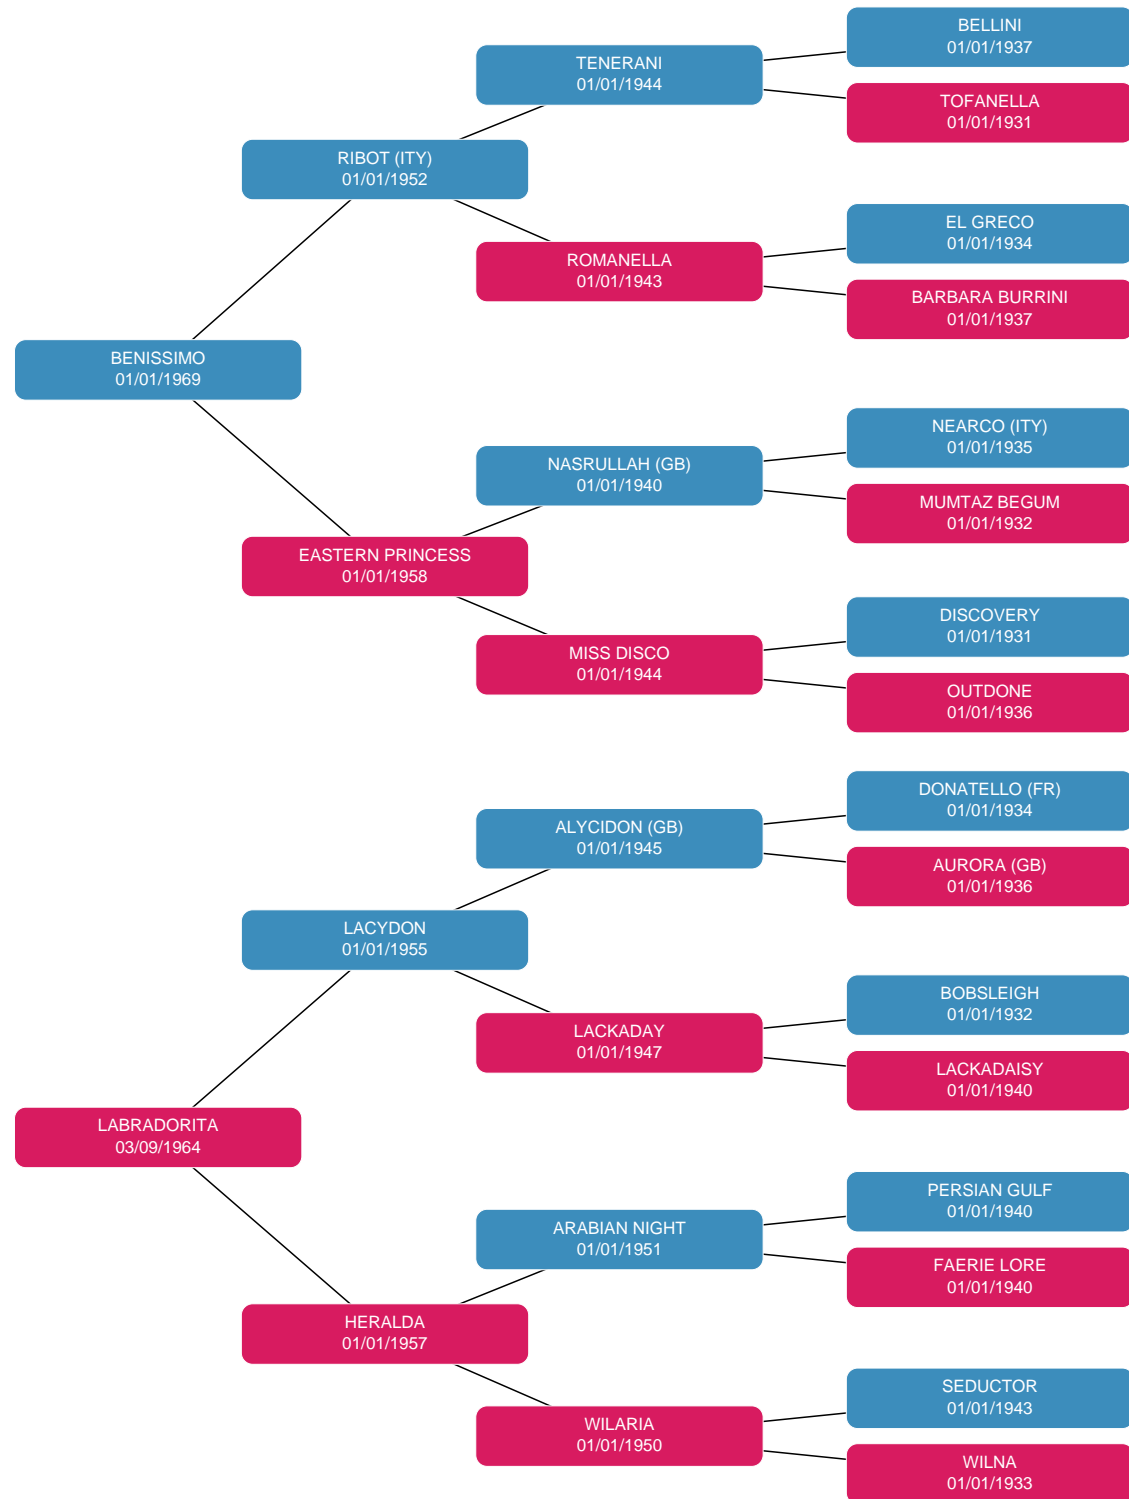 BELLINI
01/01/1937
TENERANI
01/01/1944
TOFANELLA
01/01/1931
RIBOT (ITY)
01/01/1952
EL GRECO
01/01/1934
ROMANELLA
01/01/1943
BARBARA BURRINI
01/01/1937
BENISSIMO
01/01/1969
NEARCO (ITY)
01/01/1935
NASRULLAH (GB)
01/01/1940
MUMTAZ BEGUM
01/01/1932
EASTERN PRINCESS
01/01/1958
DISCOVERY
01/01/1931
MISS DISCO
01/01/1944
OUTDONE
01/01/1936
DONATELLO (FR)
01/01/1934
ALYCIDON (GB)
01/01/1945
AURORA (GB)
01/01/1936
LACYDON
01/01/1955
BOBSLEIGH
01/01/1932
LACKADAY
01/01/1947
LACKADAISY
01/01/1940
LABRADORITA
03/09/1964
PERSIAN GULF
01/01/1940
ARABIAN NIGHT
01/01/1951
FAERIE LORE
01/01/1940
HERALDA
01/01/1957
SEDUCTOR
01/01/1943
WILARIA
01/01/1950
WILNA
01/01/1933